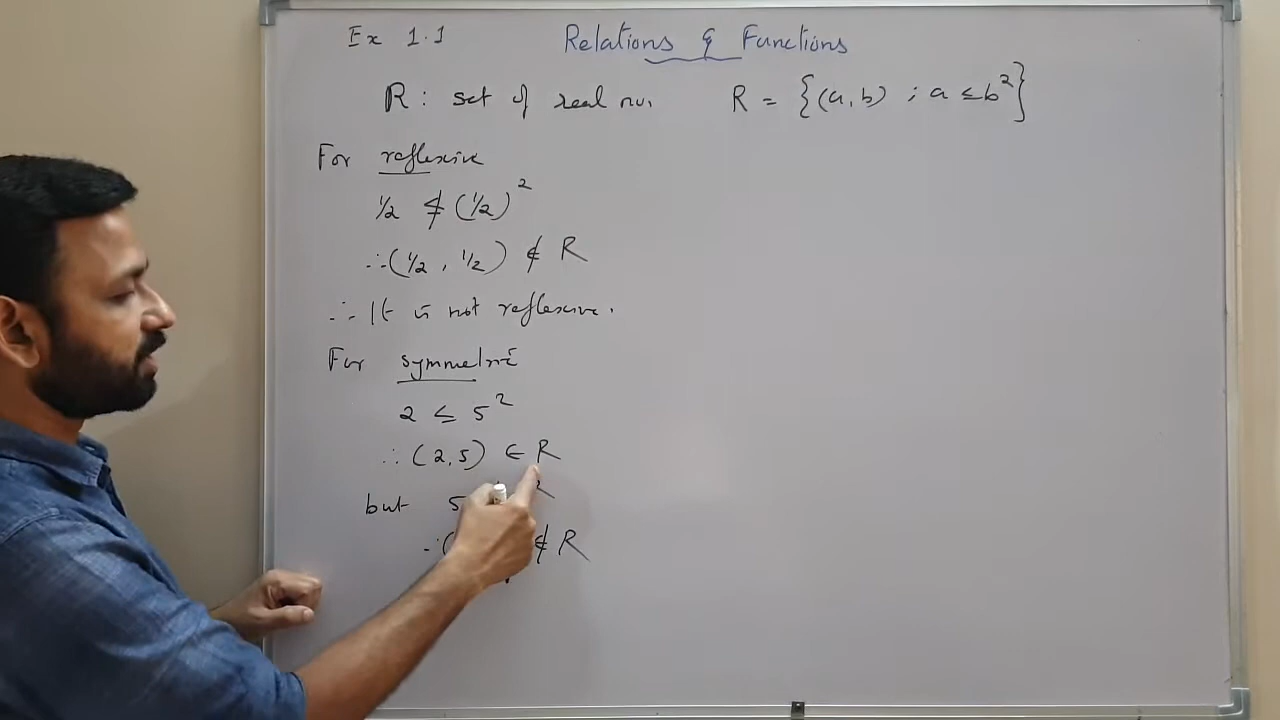 Ex 1.1
Relations & Functions
R : set of real no. R = {(a, b) ; a ≤ b²}
For reflexive
1/2 ≰ (1/2)²
∴ (1/2 , 1/2) ∉ R
∴ It is not reflexive.
For symmetric
2 ≤ 5²
∴ (2,5) ∈ R
but 5
∴ ( ∉ R